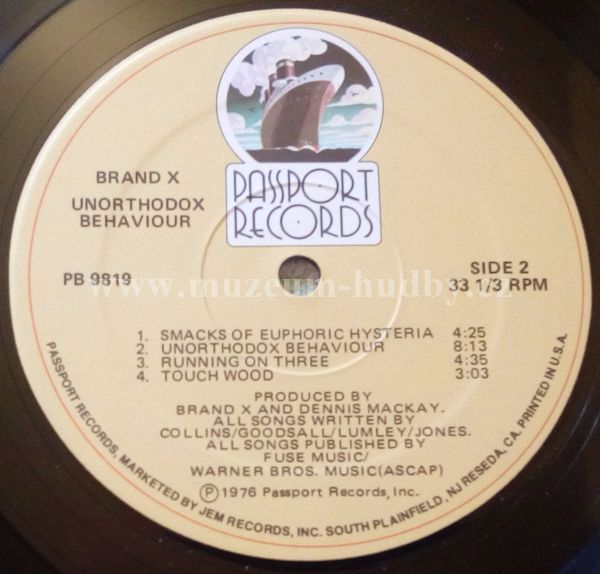 PASSPORT
RECORDS
BRAND X
UNORTHODOX
BEHAVIOUR
PB 9819
SIDE 2
33 1/3 RPM
www.muzeum-hudby.cz
1. SMACKS OF EUPHORIC HYSTERIA 4:25
2. UNORTHODOX BEHAVIOUR 8:13
3. RUNNING ON THREE 4:35
4. TOUCH WOOD 3:03
PRODUCED BY
BRAND X AND DENNIS MACKAY.
ALL SONGS WRITTEN BY
COLLINS/GOODSALL/LUMLEY/JONES.
ALL SONGS PUBLISHED BY
FUSE MUSIC/
WARNER BROS. MUSIC(ASCAP)
Ⓟ 1976 Passport Records, Inc.
PASSPORT RECORDS, MARKETED BY JEM RECORDS, INC. SOUTH PLAINFIELD, NJ RESEDA, CA. PRINTED IN U.S.A.